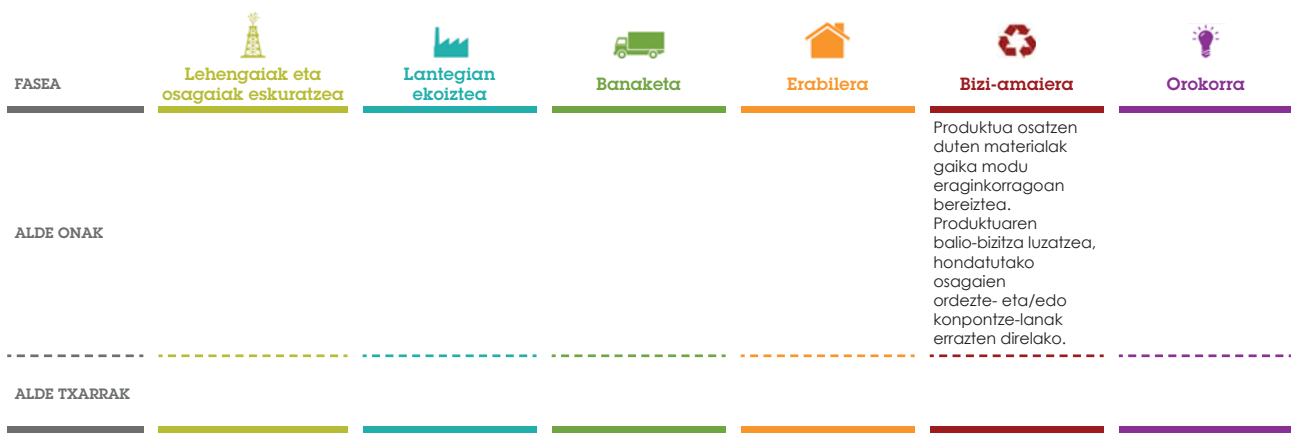 FASEA
Lehengaiak eta
osagaiak eskuratzea
Lantegian
ekoiztea
Banaketa
Erabilera
Bizi-amaiera
Orokorra
ALDE ONAK
Produktua osatzen
duten materialak
gaika modu
eraginkorragoan
bereiztea.
Produktuaren
balio-bizitza luzatzea,
hondatutako
osagaien
ordezte- eta/edo
konpontze-lanak
errazten direlako.
ALDE TXARRAK